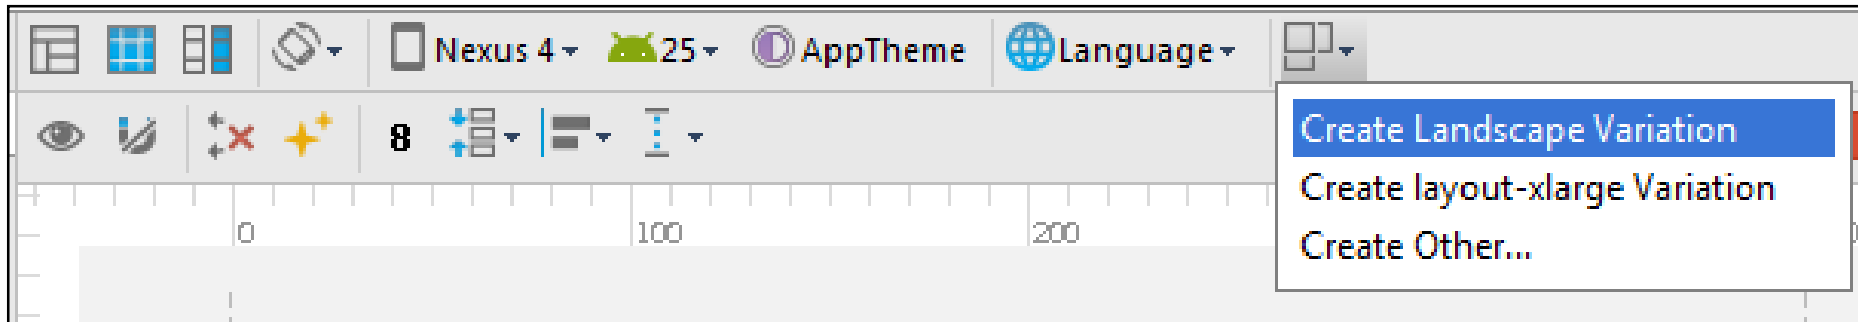 Nexus 4 25 AppTheme Language
8
Create Landscape Variation
Create layout-xlarge Variation
Create Other...
0 100 200